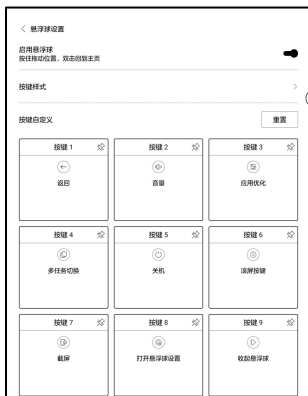 悬浮球设置
启用悬浮球
按住拖动位置，双击回到主页
按键样式
按键自定义
重置
按键 1
返回
按键 2
音量
按键 3
应用优化
按键 4
多任务切换
按键 5
关机
按键 6
滚屏按键
按键 7
截屏
按键 8
打开悬浮球设置
按键 9
收起悬浮球